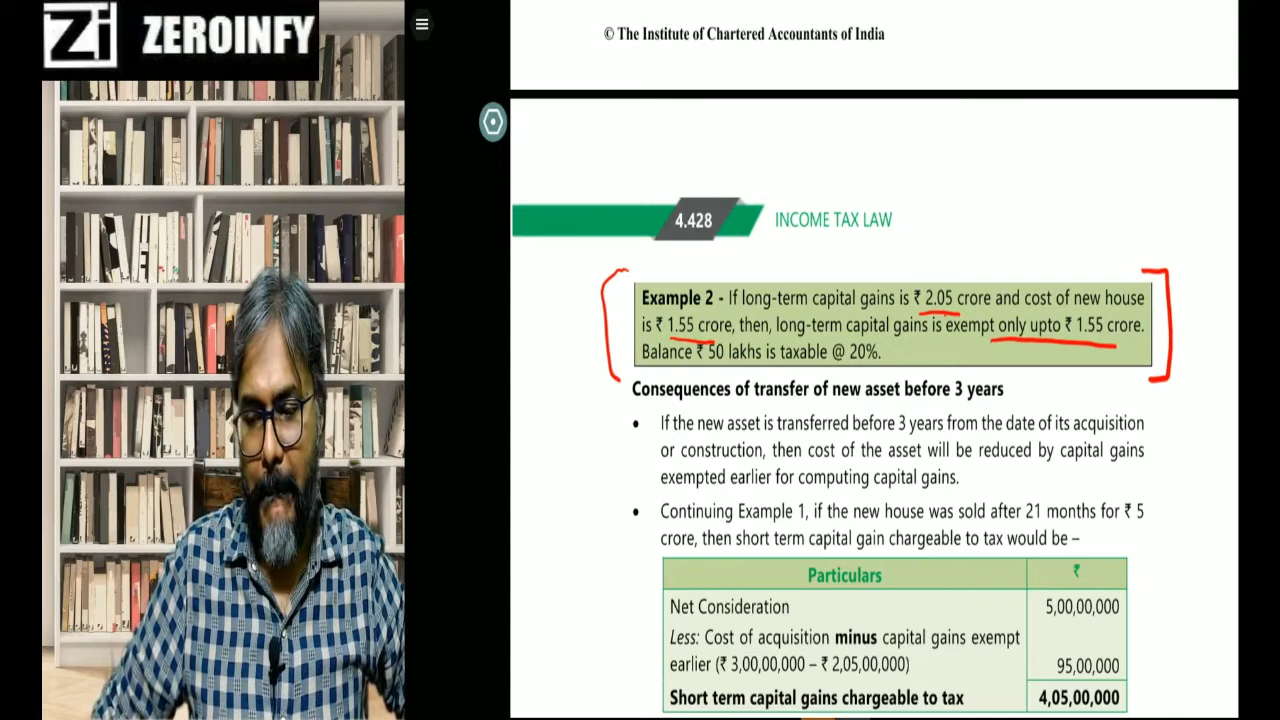 Zi ZEROINFY
© The Institute of Chartered Accountants of India
4.428 INCOME TAX LAW
Example 2 - If long-term capital gains is ₹ 2.05 crore and cost of new house
is ₹ 1.55 crore, then, long-term capital gains is exempt only upto ₹ 1.55 crore.
Balance ₹ 50 lakhs is taxable @ 20%.
Consequences of transfer of new asset before 3 years
• If the new asset is transferred before 3 years from the date of its acquisition
or construction, then cost of the asset will be reduced by capital gains
exempted earlier for computing capital gains.
• Continuing Example 1, if the new house was sold after 21 months for ₹ 5
crore, then short term capital gain chargeable to tax would be –
Particulars ₹
Net Consideration 5,00,00,000
Less: Cost of acquisition minus capital gains exempt
earlier (₹ 3,00,00,000 – ₹ 2,05,00,000) 95,00,000
Short term capital gains chargeable to tax 4,05,00,000